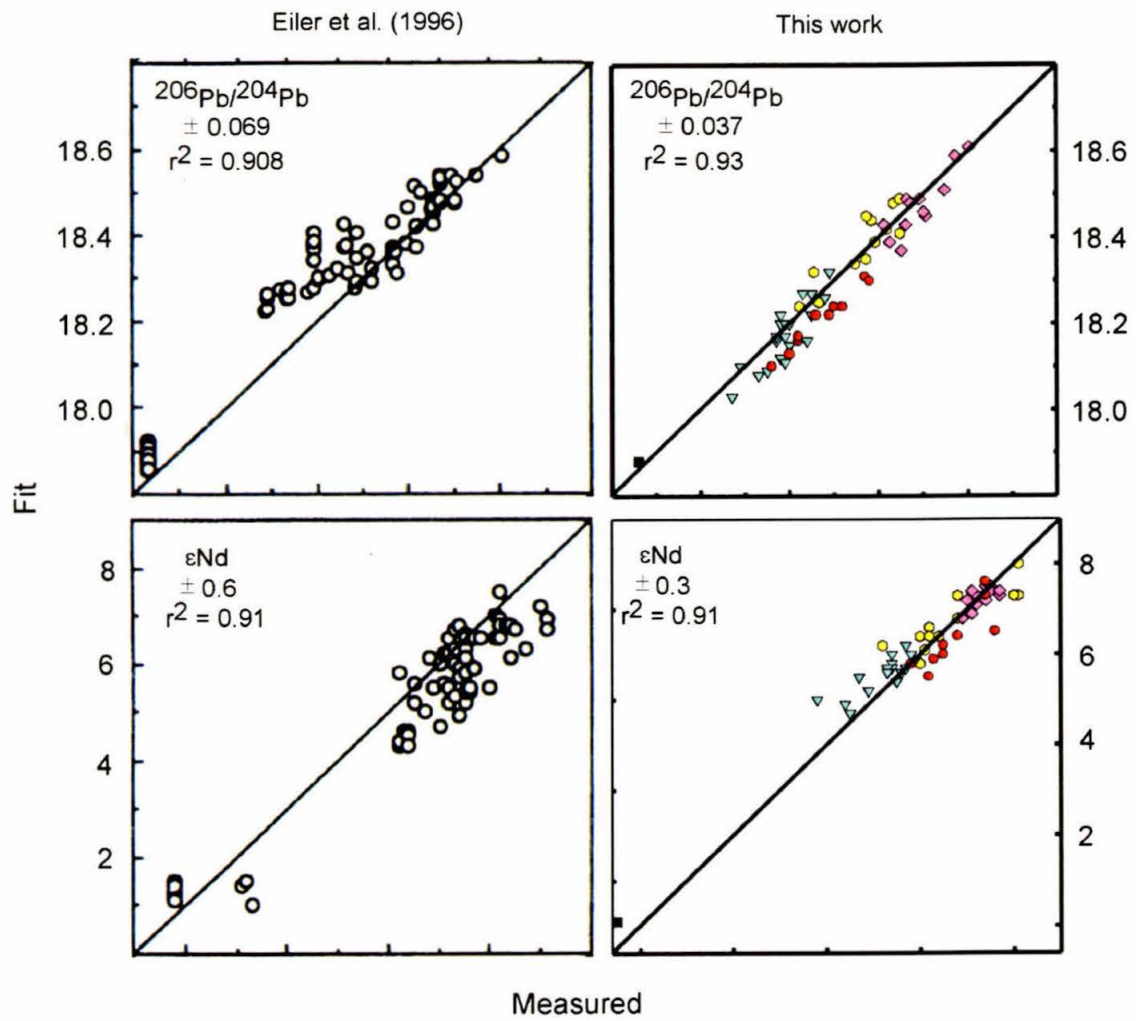 Eiler et al. (1996)
This work
206Pb/204Pb
± 0.069
r2 = 0.908
206Pb/204Pb
± 0.037
r2 = 0.93
18.6
18.4
18.2
18.0
18.6
18.4
18.2
18.0
Fit
εNd
± 0.6
r2 = 0.91
εNd
± 0.3
r2 = 0.91
8
6
4
2
8
6
4
2
Measured